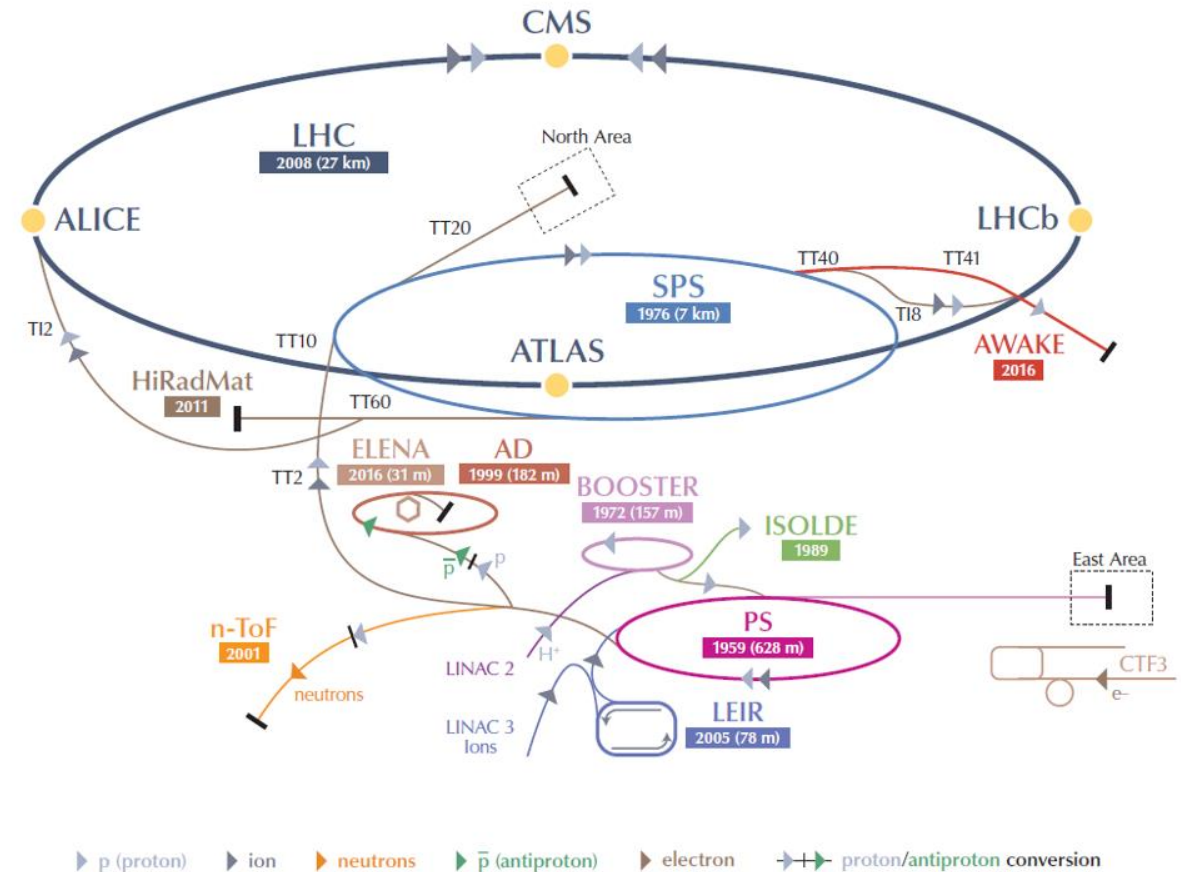 CMS
LHC
2008 (27 km)
North Area
ALICE
TT20
LHCb
TT40
TT41
SPS
1976 (7 km)
TI8
TI2
TT10
ATLAS
AWAKE
2016
HiRadMat
2011
TT60
ELENA
2016 (31 m)
AD
1999 (182 m)
TT2
BOOSTER
1972 (157 m)
ISOLDE
1989
p̅
p
East Area
n-ToF
2001
PS
1959 (628 m)
H⁺
LINAC 2
neutrons
CTF3
e–
LINAC 3
Ions
LEIR
2005 (78 m)
p (proton)
ion
neutrons
p̅ (antiproton)
electron
proton/antiproton conversion